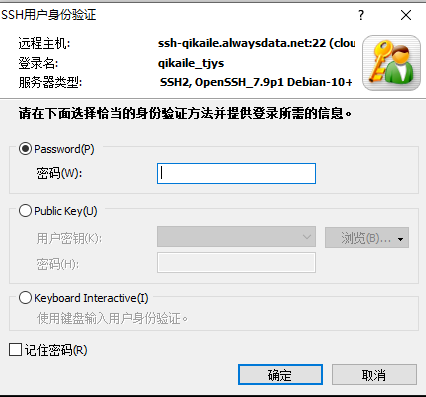 SSH用户身份验证
远程主机: ssh-qikaile.alwaysdata.net:22 (clou
登录名: qikaile_tjys
服务器类型: SSH2, OpenSSH_7.9p1 Debian-10+
请在下面选择恰当的身份验证方法并提供登录所需的信息。
Password(P)
密码(W):
Public Key(U)
用户密钥(K): 浏览(B)...
密码(H):
Keyboard Interactive(I)
使用键盘输入用户身份验证。
记住密码(R)
确定 取消